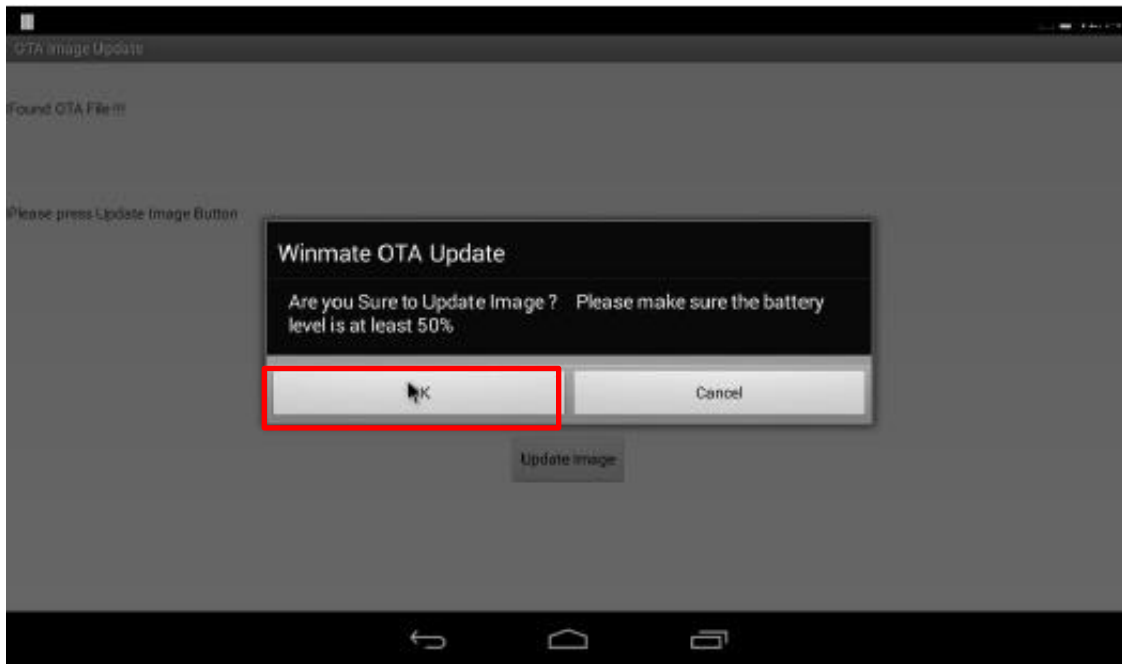 OTA Image Update
Found OTA File !!!
Please press Update Image Button
Winmate OTA Update
Are you Sure to Update Image ? Please make sure the battery
level is at least 50%
Cancel
Update Image